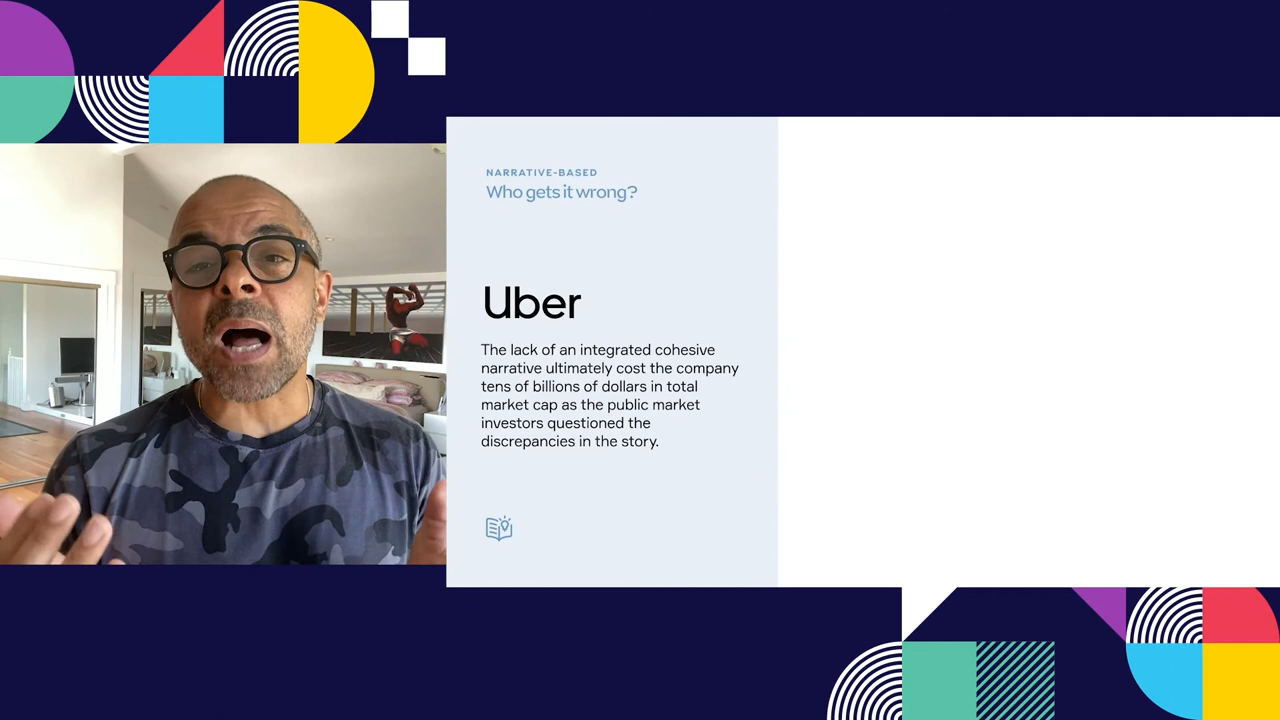 NARRATIVE-BASED
Who gets it wrong?
Uber
The lack of an integrated cohesive
narrative ultimately cost the company
tens of billions of dollars in total
market cap as the public market
investors questioned the
discrepancies in the story.